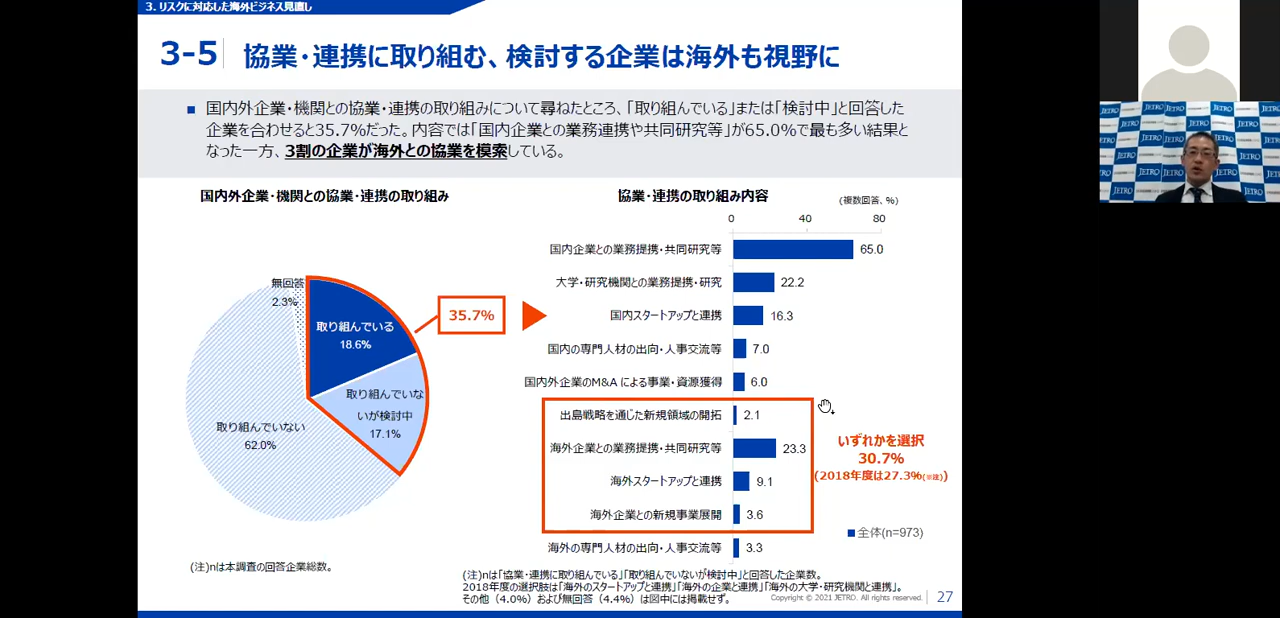 3. リスクに対応した海外ビジネス見直し
3-5 協業・連携に取り組む、検討する企業は海外も視野に
■ 国内外企業・機関との協業・連携の取り組みについて尋ねたところ、「取り組んでいる」または「検討中」と回答した
企業を合わせると35.7%だった。内容では「国内企業との業務連携や共同研究等」が65.0%で最も多い結果と
なった一方、3割の企業が海外との協業を模索している。
国内外企業・機関との協業・連携の取り組み
無回答
2.3%
取り組んでいる
18.6%
取り組んでいな
いが検討中
17.1%
取り組んでいない
62.0%
35.7%
(注)nは本調査の回答企業総数。
協業・連携の取り組み内容
(複数回答、%)
0 40 80
国内企業との業務提携・共同研究等 65.0
大学・研究機関との業務提携・研究 22.2
国内スタートアップと連携 16.3
国内の専門人材の出向・人事交流等 7.0
国内外企業のM&Aによる事業・資源獲得 6.0
出島戦略を通じた新規領域の開拓 2.1
海外企業との業務提携・共同研究等 23.3
海外スタートアップと連携 9.1
海外企業との新規事業展開 3.6
海外の専門人材の出向・人事交流等 3.3
いずれかを選択
30.7%
(2018年度は27.3%(※注))
■全体(n=973)
(注)nは「協業・連携に取り組んでいる」「取り組んでいないが検討中」と回答した企業数。
2018年度の選択肢は「海外のスタートアップと連携」「海外の企業と連携」「海外の大学・研究機関と連携」。
その他（4.0%）および無回答（4.4%）は図中には掲載せず。
Copyright © 2021 JETRO. All rights reserved.
27
JETRO